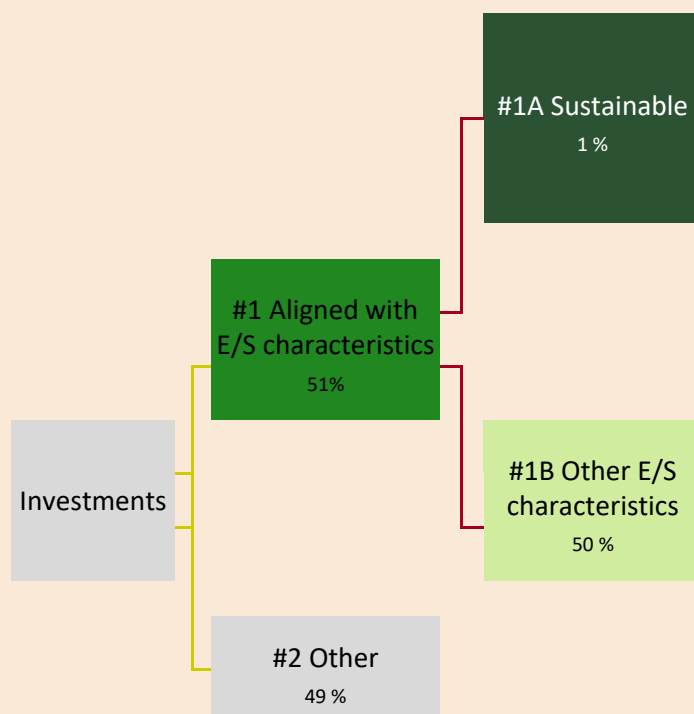 #1A Sustainable
1 %
#1 Aligned with
E/S characteristics
51%
Investments
#1B Other E/S
characteristics
50 %
#2 Other
49 %